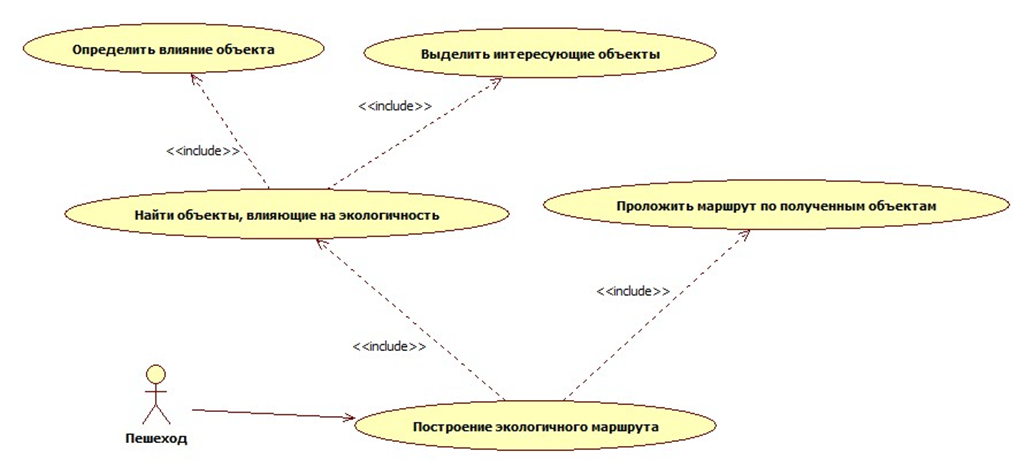 Определить влияние объекта
Выделить интересующие объекты
<<include>>
<<include>>
Найти объекты, влияющие на экологичность
Проложить маршрут по полученным объектам
<<include>>
<<include>>
Пешеход
Построение экологичного маршрута